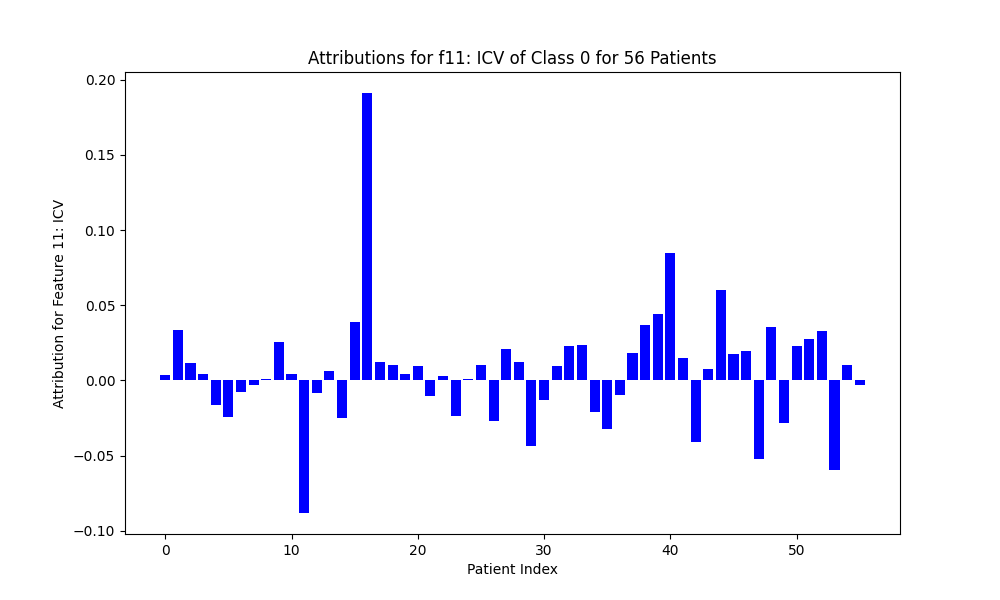 Attributions for f11: ICV of Class 0 for 56 Patients
Attribution for Feature 11: ICV
0.20
0.15
0.10
0.05
0.00
−0.05
−0.10
0 10 20 30 40 50
Patient Index